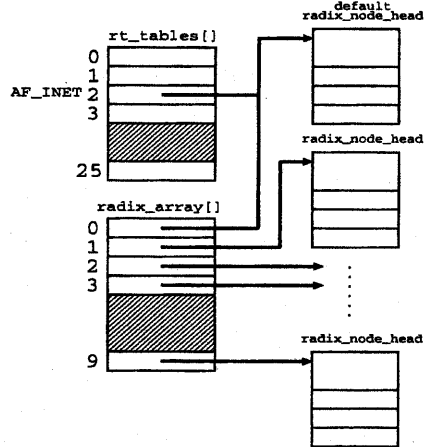 default
radix_node_head
rt_tables[]
0
1
AF_INET 2
3
25
radix_node_head
radix_array[]
0
1
2
3
radix_node_head
9